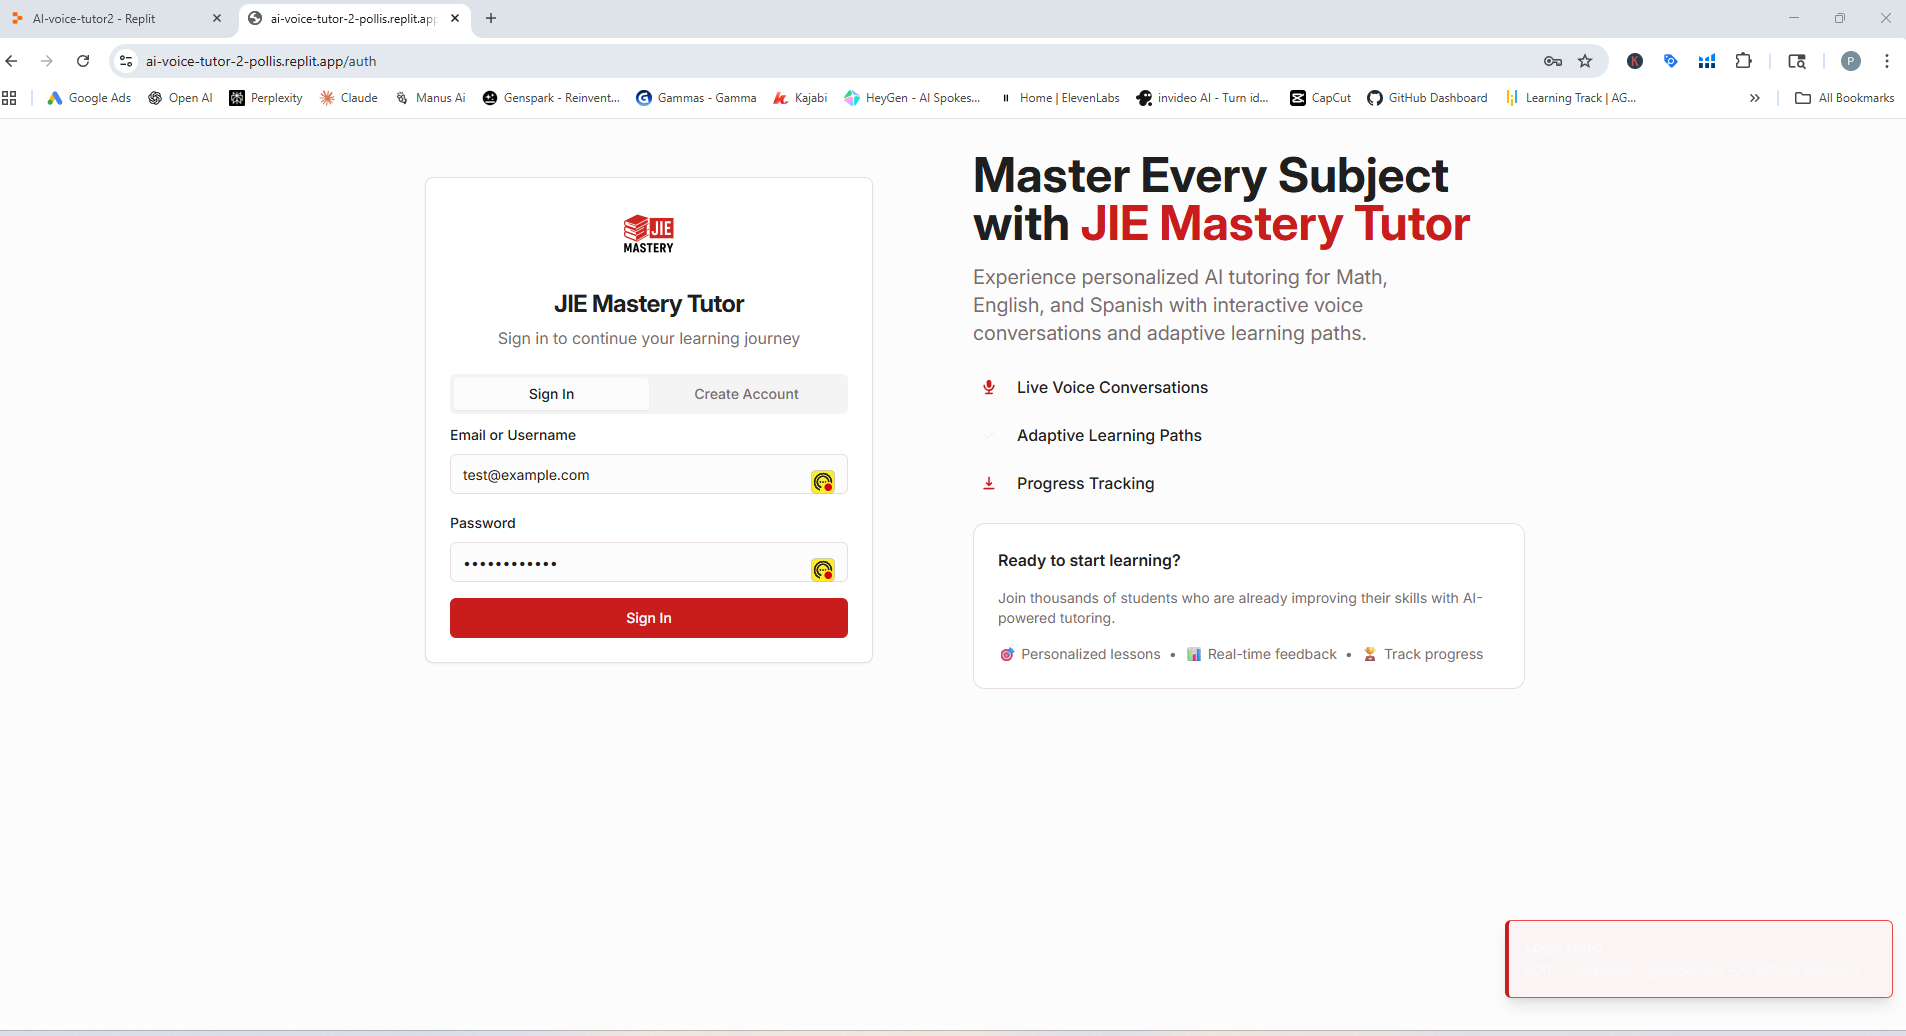 AI-voice-tutor2 - Replit
ai-voice-tutor-2-pollis.replit.app
ai-voice-tutor-2-pollis.replit.app/auth
K
P
Google Ads
Open AI
Perplexity
Claude
Manus Ai
Genspark - Reinvent...
Gammas - Gamma
Kajabi
HeyGen - AI Spokes...
Home | ElevenLabs
invideo AI - Turn id...
CapCut
GitHub Dashboard
Learning Track | AG...
All Bookmarks
JIE
MASTERY
JIE Mastery Tutor
Sign in to continue your learning journey
Sign In
Create Account
Email or Username
test@example.com
Password
Sign In
Master Every Subject
with JIE Mastery Tutor
Experience personalized AI tutoring for Math,
English, and Spanish with interactive voice
conversations and adaptive learning paths.
Live Voice Conversations
Adaptive Learning Paths
Progress Tracking
Ready to start learning?
Join thousands of students who are already improving their skills with AI-
powered tutoring.
Personalized lessons • Real-time feedback • Track progress
Login failed